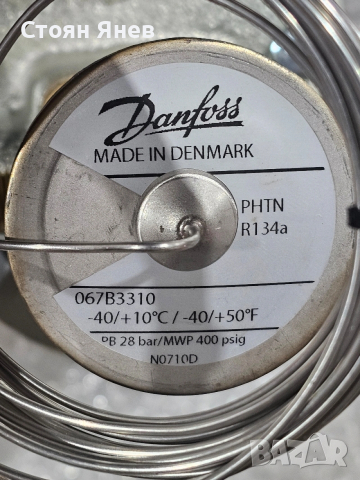 Стоян Янев
Danfoss
MADE IN DENMARK
PHTN
R134a
067B3310
-40/+10°C / -40/+50°F
PB 28 bar/MWP 400 psig
N0710D
BAZAR